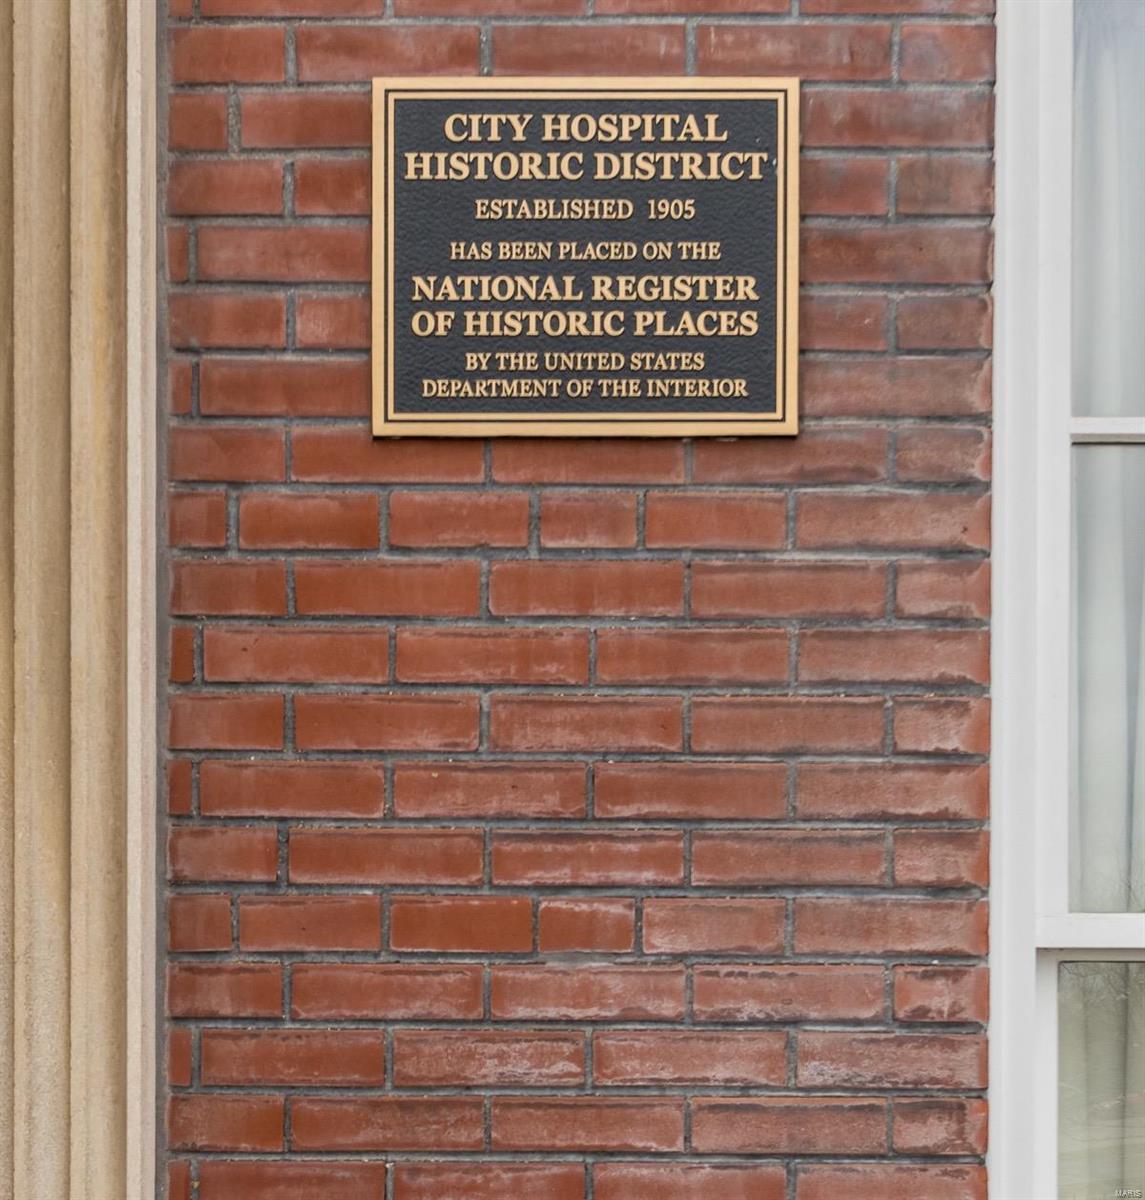 CITY HOSPITAL
HISTORIC DISTRICT
ESTABLISHED 1905
HAS BEEN PLACED ON THE
NATIONAL REGISTER
OF HISTORIC PLACES
BY THE UNITED STATES
DEPARTMENT OF THE INTERIOR
MARIS